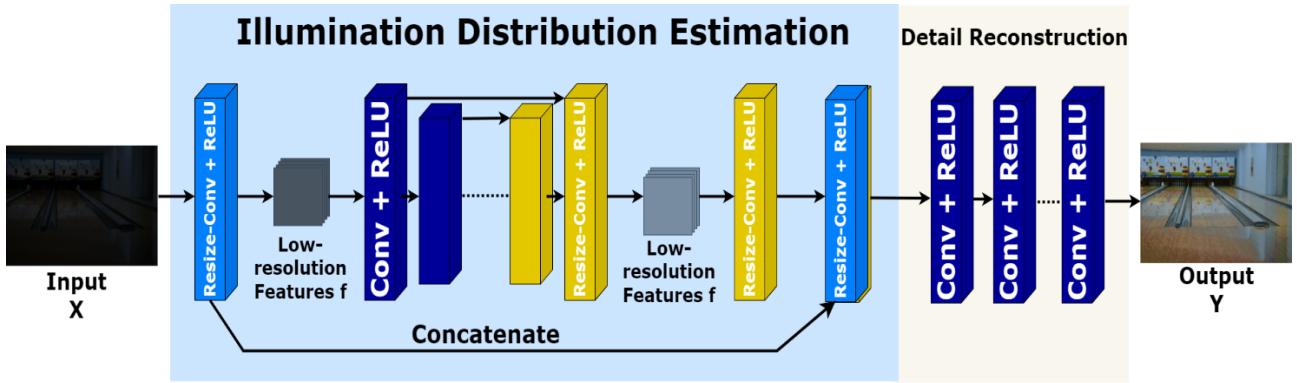 Illumination Distribution Estimation
Detail Reconstruction
Input
X
Resize-Conv + ReLU
Low-
resolution
Features f
Conv + ReLU
Resize-Conv + ReLU
Low-
resolution
Features f
Resize-Conv + ReLU
Resize-Conv + ReLU
Concatenate
Conv + ReLU
Conv + ReLU
Conv + ReLU
Output
Y